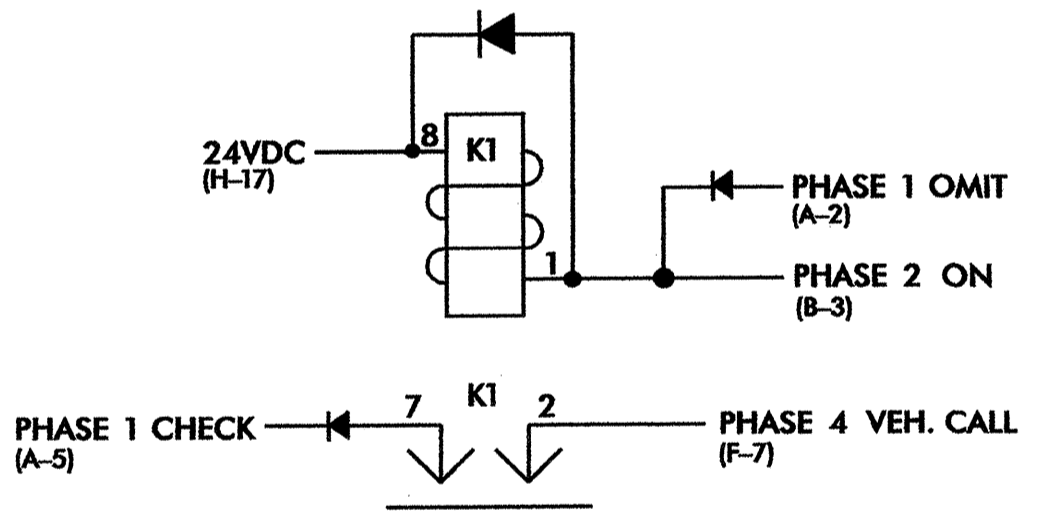 8
K1
24VDC
(H–17)
PHASE 1 OMIT
(A–2)
1
PHASE 2 ON
(B–3)
K1
7
2
PHASE 1 CHECK
(A–5)
PHASE 4 VEH. CALL
(F–7)